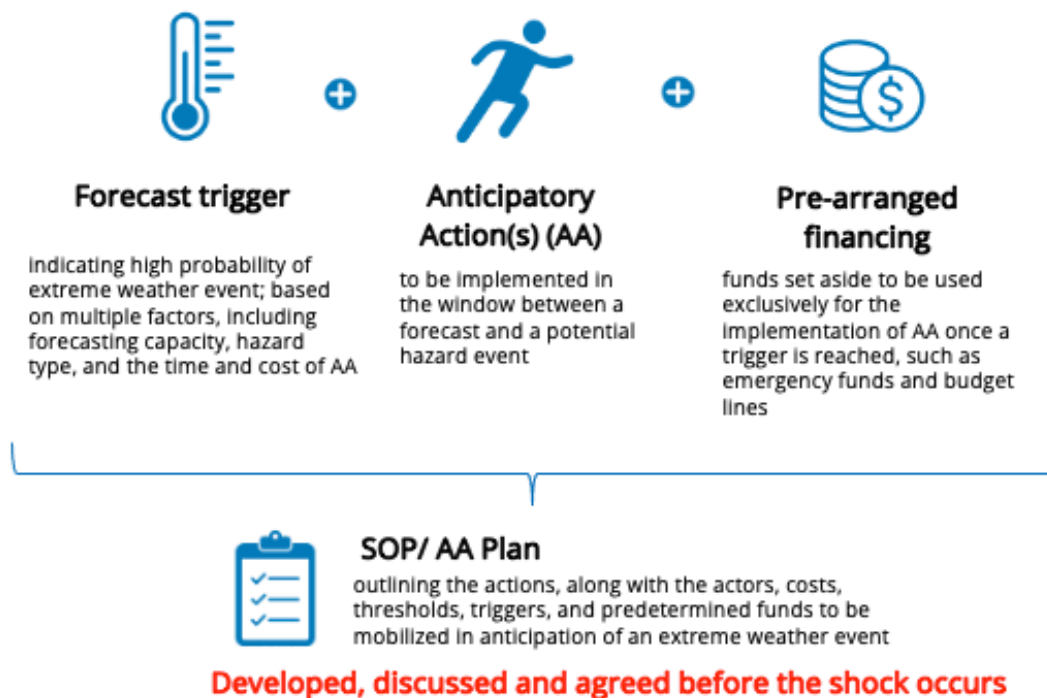 Forecast trigger
indicating high probability of
extreme weather event; based
on multiple factors, including
forecasting capacity, hazard
type, and the time and cost of AA
Anticipatory
Action(s) (AA)
to be implemented in
the window between a
forecast and a potential
hazard event
$
Pre-arranged
financing
funds set aside to be used
exclusively for the
implementation of AA once a
trigger is reached, such as
emergency funds and budget
lines
SOP/ AA Plan
outlining the actions, along with the actors, costs,
thresholds, triggers, and predetermined funds to be
mobilized in anticipation of an extreme weather event
Developed, discussed and agreed before the shock occurs